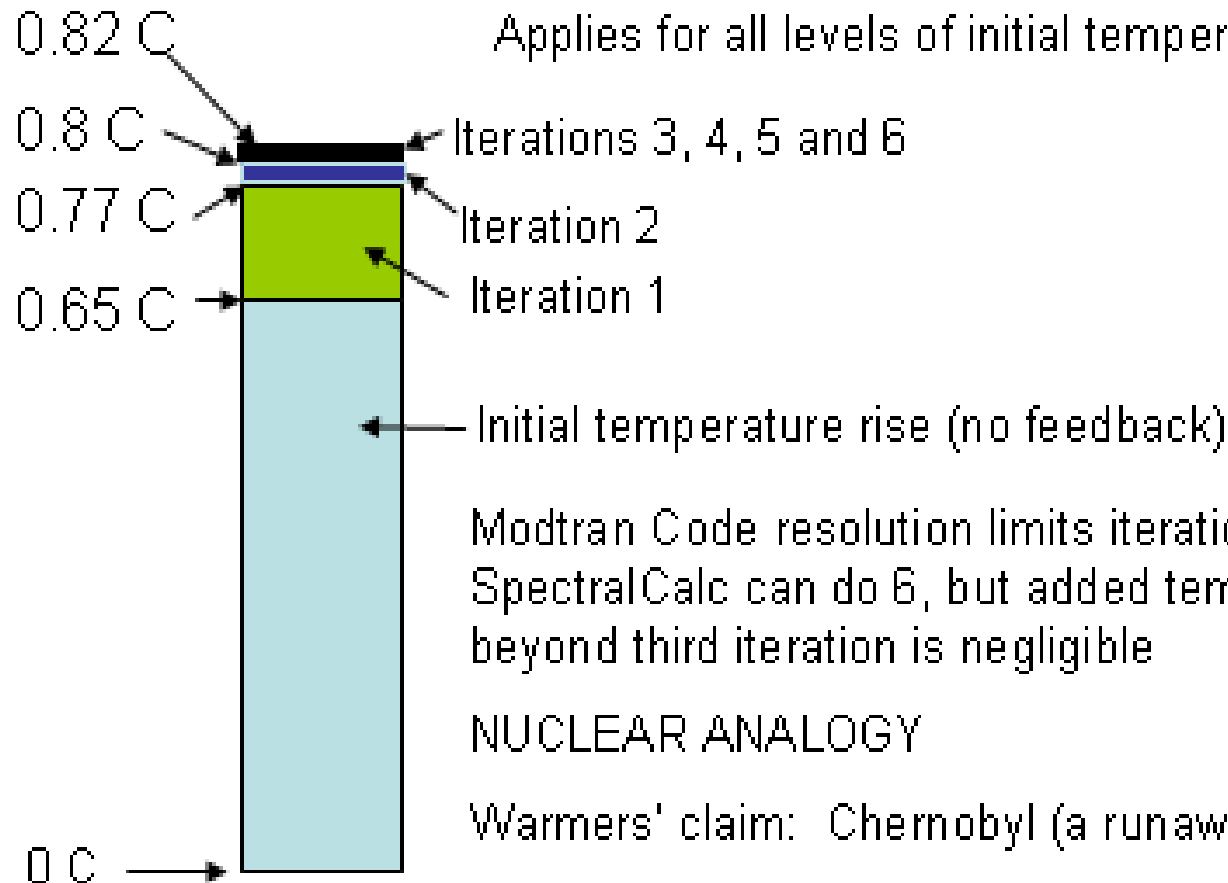 0.82 C
Applies for all levels of initial temper
0.8 C
Iterations 3, 4, 5 and 6
0.77 C
Iteration 2
Iteration 1
0.65 C
Initial temperature rise (no feedback)
Modtran Code resolution limits iteratio
SpectralCalc can do 6, but added tem
beyond third iteration is negligible
NUCLEAR ANALOGY
Warmers' claim: Chernobyl (a runaw
0 C